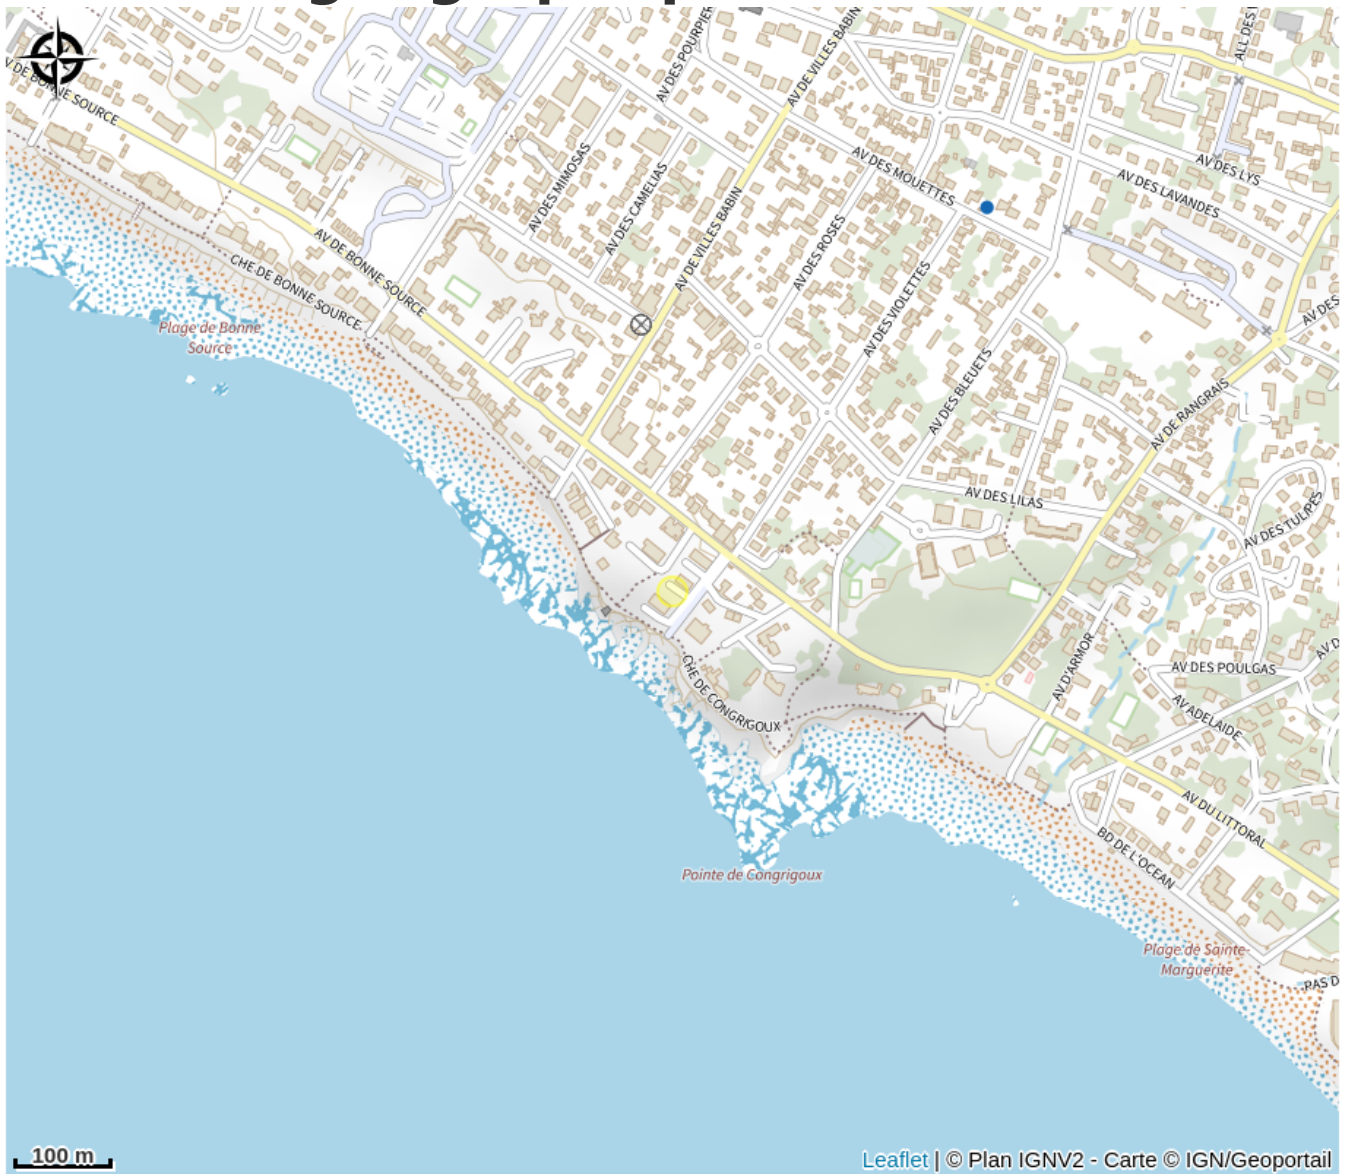 AV DES POURPIER
AV DE VILLES BABIN
ALL DES
AV DE BONNE SOURCE
AV DES MIMOSAS
AV DES CAMELIAS
AV DES MOUETTES
AV DES LYS
AV DES LAVANDES
AV DE VILLES BABIN
AV DES ROSES
AV DE BONNE SOURCE
CHE DE BONNE SOURCE
AV DES VIOLETTES
AV DES
Plage de Bonne
Source
AV DES BLEUETS
AV DE RANGRAIS
AV DES LILAS
AV DES TULIPES
CHE DE CONGRIGOUX
AV D'ARMOR
AV DES POULGAS
AV D
AV ADELAIDE
AV DU LITTORAL
BD DE L'OCEAN
Pointe de Congrigoux
Plage de Sainte-
Marguerite
PAS D
100 m
Leaflet | © Plan IGNV2 - Carte © IGN/Geoportail